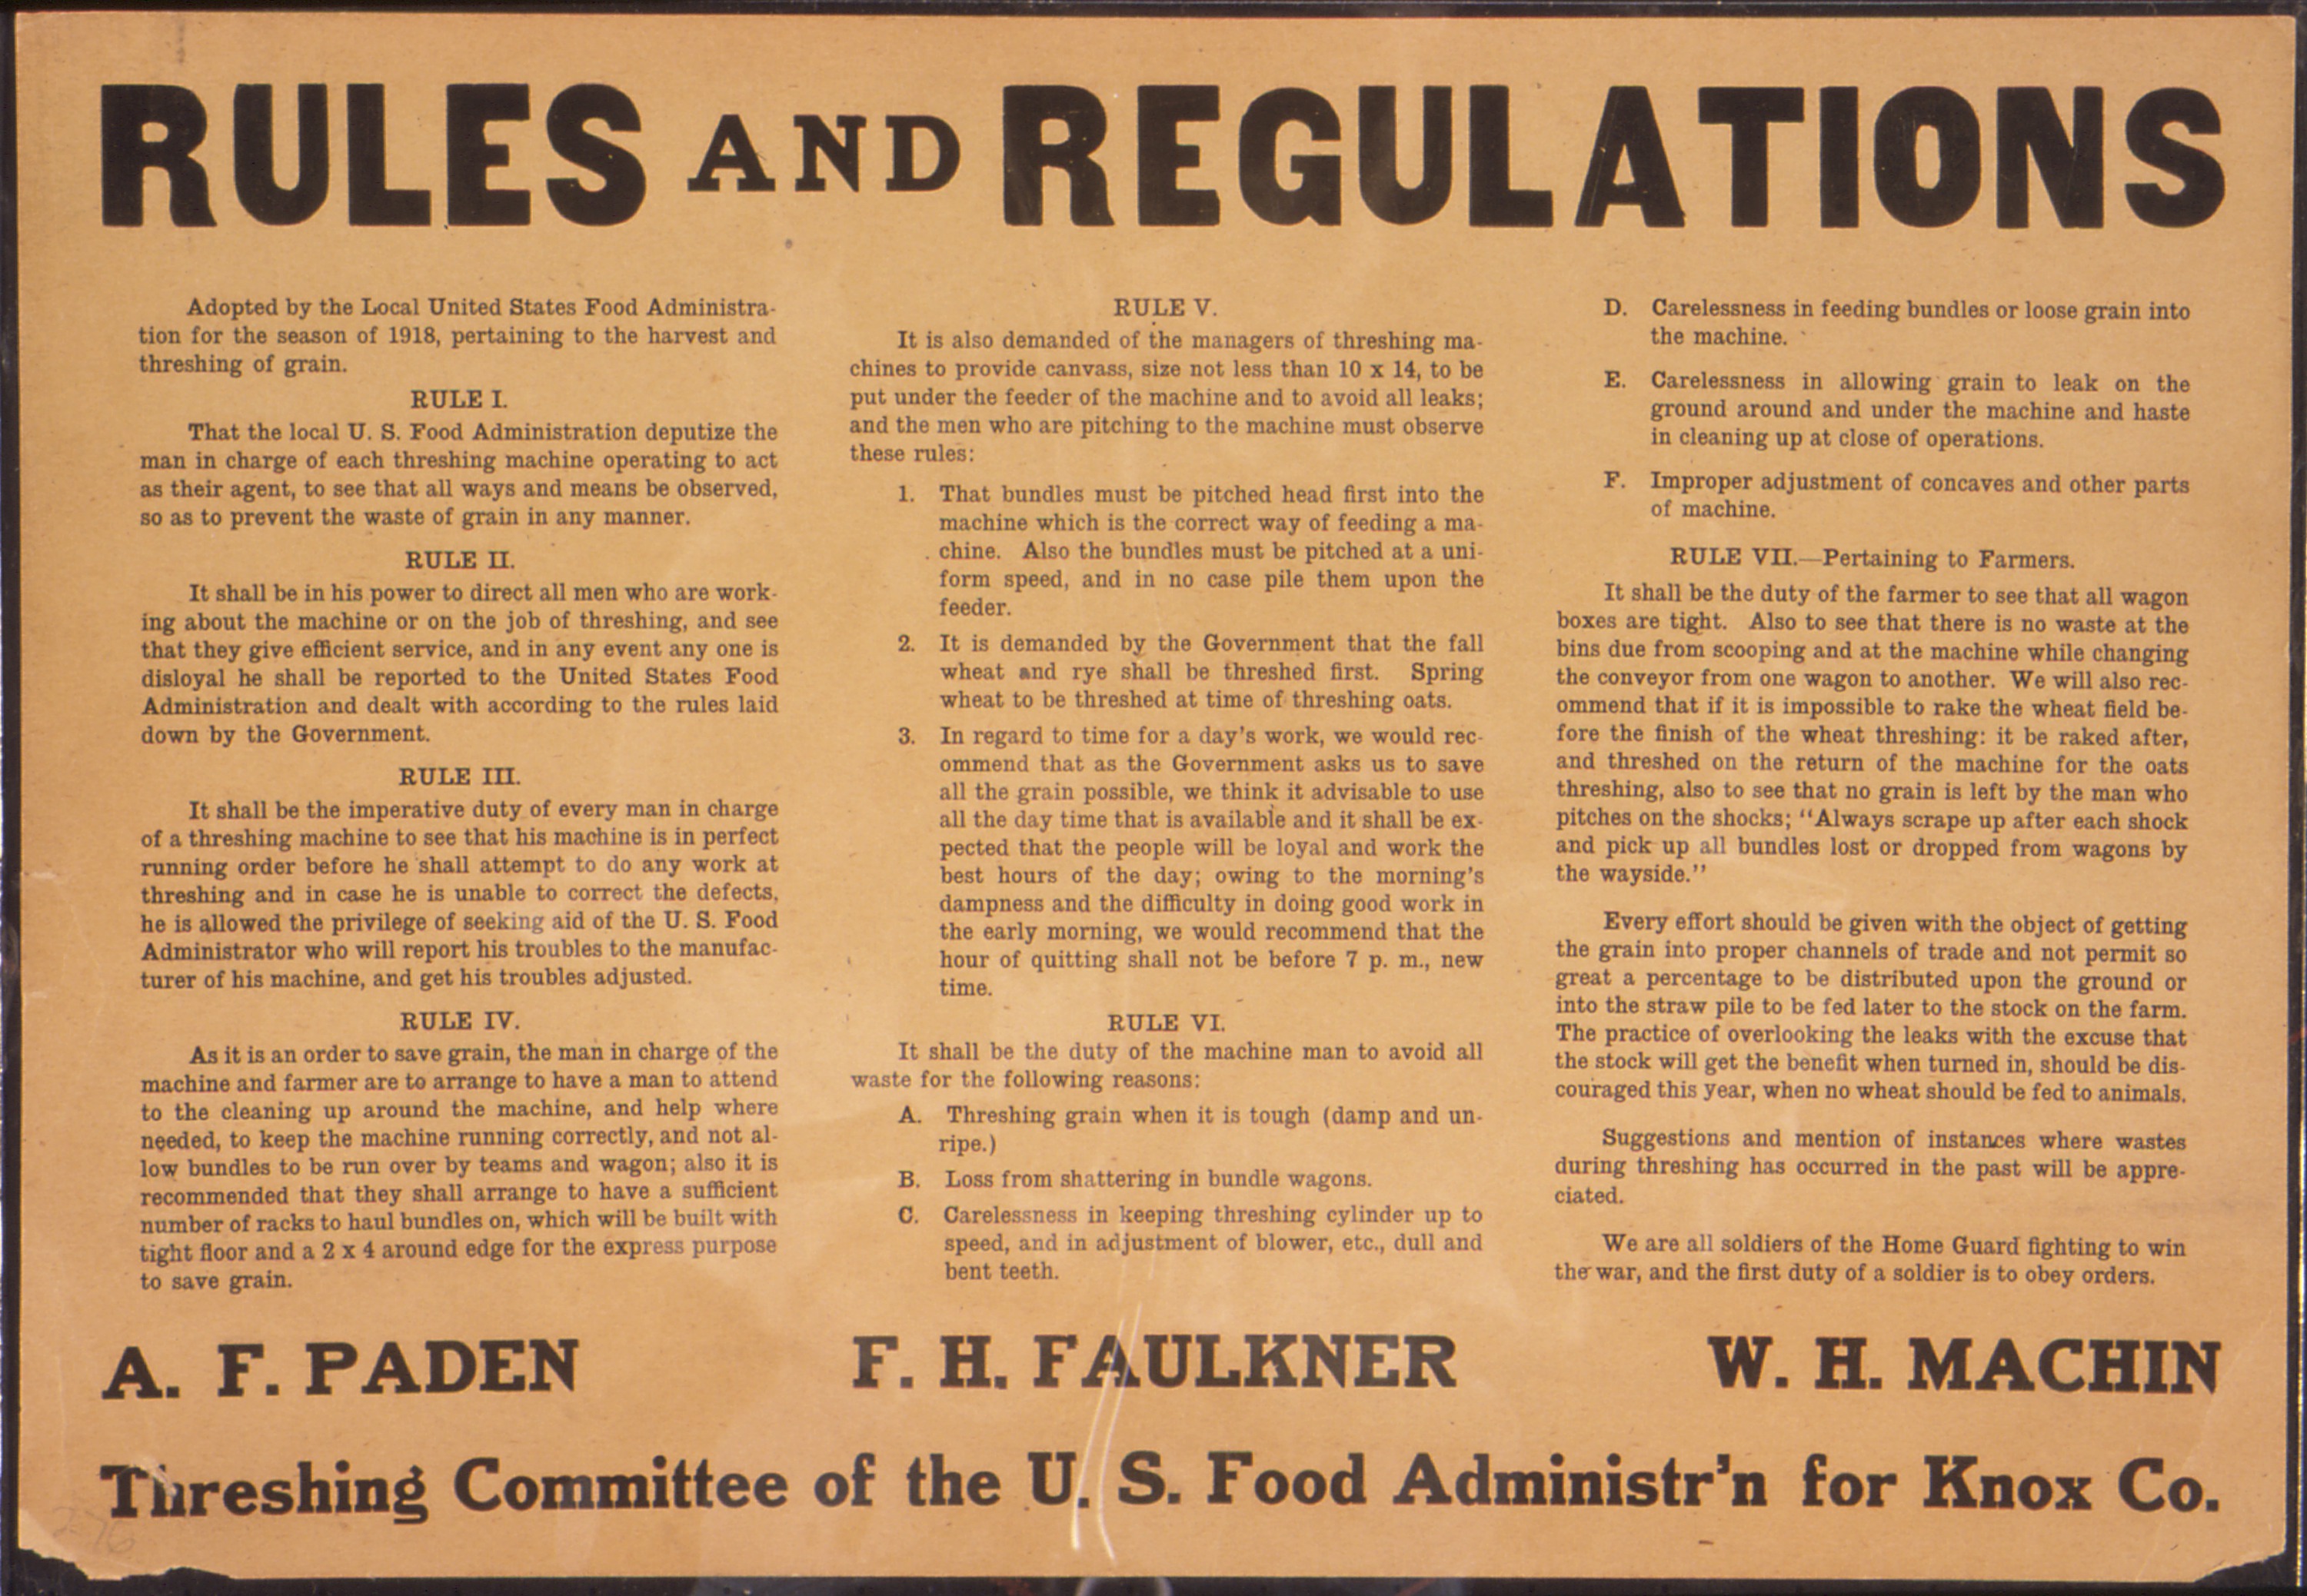 RULES AND REGULATIONS
Adopted by the Local United States Food Administra-
tion for the season of 1918, pertaining to the harvest and
threshing of grain.
RULE I.
That the local U. S. Food Administration deputize the
man in charge of each threshing machine operating to act
as their agent, to see that all ways and means be observed,
so as to prevent the waste of grain in any manner.
RULE II.
It shall be in his power to direct all men who are work-
ing about the machine or on the job of threshing, and see
that they give efficient service, and in any event any one is
disloyal he shall be reported to the United States Food
Administration and dealt with according to the rules laid
down by the Government.
RULE III.
It shall be the imperative duty of every man in charge
of a threshing machine to see that his machine is in perfect
running order before he shall attempt to do any work at
threshing and in case he is unable to correct the defects,
he is allowed the privilege of seeking aid of the U. S. Food
Administrator who will report his troubles to the manufac-
turer of his machine, and get his troubles adjusted.
RULE IV.
As it is an order to save grain, the man in charge of the
machine and farmer are to arrange to have a man to attend
to the cleaning up around the machine, and help where
needed, to keep the machine running correctly, and not al-
low bundles to be run over by teams and wagon; also it is
recommended that they shall arrange to have a sufficient
number of racks to haul bundles on, which will be built with
tight floor and a 2 x 4 around edge for the express purpose
to save grain.
RULE V.
It is also demanded of the managers of threshing ma-
chines to provide canvass, size not less than 10 x 14, to be
put under the feeder of the machine and to avoid all leaks;
and the men who are pitching to the machine must observe
these rules:
1. That bundles must be pitched head first into the
machine which is the correct way of feeding a ma-
chine. Also the bundles must be pitched at a uni-
form speed, and in no case pile them upon the
feeder.
2. It is demanded by the Government that the fall
wheat and rye shall be threshed first. Spring
wheat to be threshed at time of threshing oats.
3. In regard to time for a day's work, we would rec-
ommend that as the Government asks us to save
all the grain possible, we think it advisable to use
all the day time that is available and it shall be ex-
pected that the people will be loyal and work the
best hours of the day; owing to the morning's
dampness and the difficulty in doing good work in
the early morning, we would recommend that the
hour of quitting shall not be before 7 p. m., new
time.
RULE VI.
It shall be the duty of the machine man to avoid all
waste for the following reasons:
A. Threshing grain when it is tough (damp and un-
ripe.)
B. Loss from shattering in bundle wagons.
C. Carelessness in keeping threshing cylinder up to
speed, and in adjustment of blower, etc., dull and
bent teeth.
D. Carelessness in feeding bundles or loose grain into
the machine.
E. Carelessness in allowing grain to leak on the
ground around and under the machine and haste
in cleaning up at close of operations.
F. Improper adjustment of concaves and other parts
of machine.
RULE VII.—Pertaining to Farmers.
It shall be the duty of the farmer to see that all wagon
boxes are tight. Also to see that there is no waste at the
bins due from scooping and at the machine while changing
the conveyor from one wagon to another. We will also rec-
ommend that if it is impossible to rake the wheat field be-
fore the finish of the wheat threshing: it be raked after,
and threshed on the return of the machine for the oats
threshing, also to see that no grain is left by the man who
pitches on the shocks; "Always scrape up after each shock
and pick up all bundles lost or dropped from wagons by
the wayside."
Every effort should be given with the object of getting
the grain into proper channels of trade and not permit so
great a percentage to be distributed upon the ground or
into the straw pile to be fed later to the stock on the farm.
The practice of overlooking the leaks with the excuse that
the stock will get the benefit when turned in, should be dis-
couraged this year, when no wheat should be fed to animals.
Suggestions and mention of instances where wastes
during threshing has occurred in the past will be appre-
ciated.
We are all soldiers of the Home Guard fighting to win
the war, and the first duty of a soldier is to obey orders.
A. F. PADEN F. H. FAULKNER W. H. MACHIN
Threshing Committee of the U. S. Food Administr'n for Knox Co.